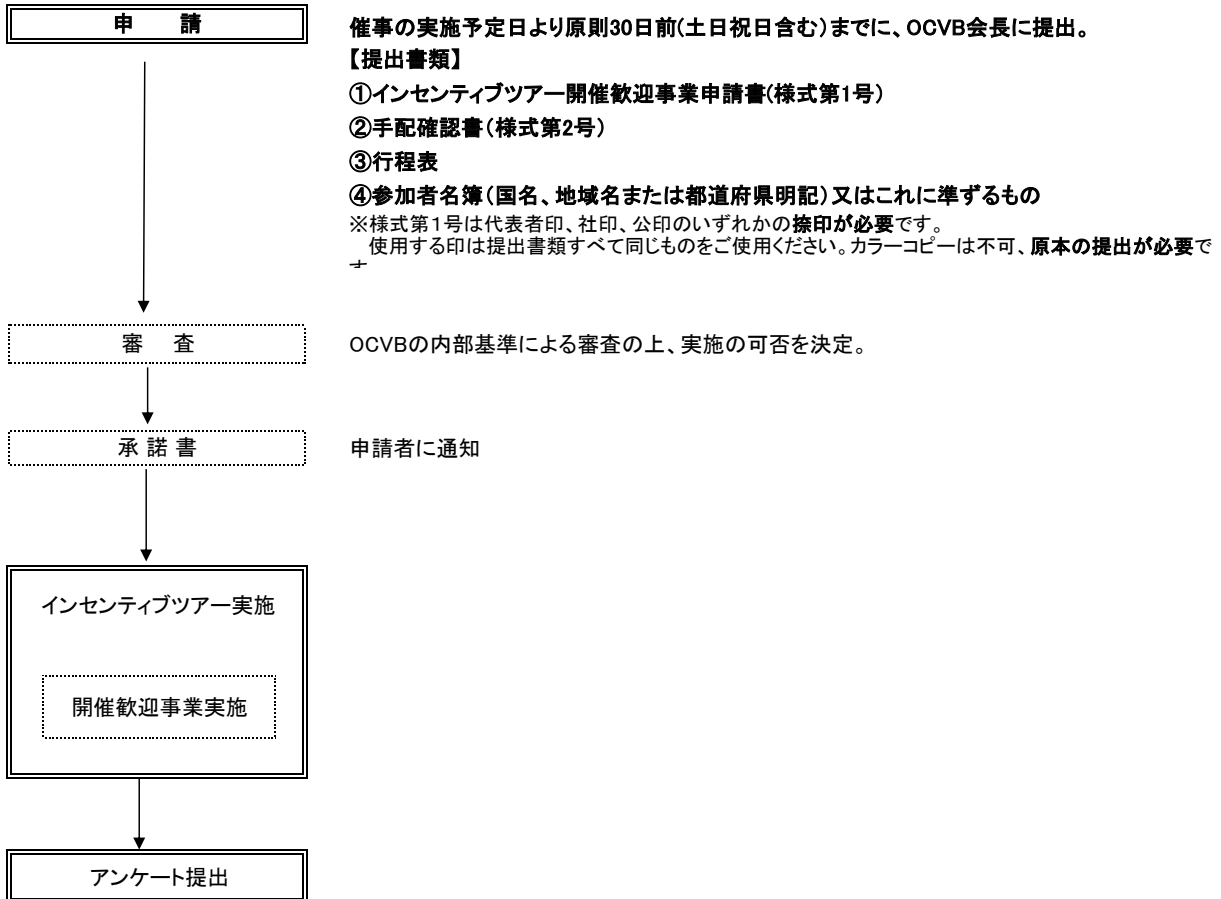 申　請
催事の実施予定日より原則30日前(土日祝日含む)までに、OCVB会長に提出。
【提出書類】
①インセンティブツアー開催歓迎事業申請書(様式第1号)
②手配確認書(様式第2号)
③行程表
④参加者名簿(国名、地域名または都道府県明記)又はこれに準ずるもの
※様式第1号は代表者印、社印、公印のいずれかの捺印が必要です。
使用する印は提出書類すべて同じものをご使用ください。カラーコピーは不可、原本の提出が必要で
す
審　査
OCVBの内部基準による審査の上、実施の可否を決定。
承 諾 書
申請者に通知
インセンティブツアー実施
開催歓迎事業実施
アンケート提出